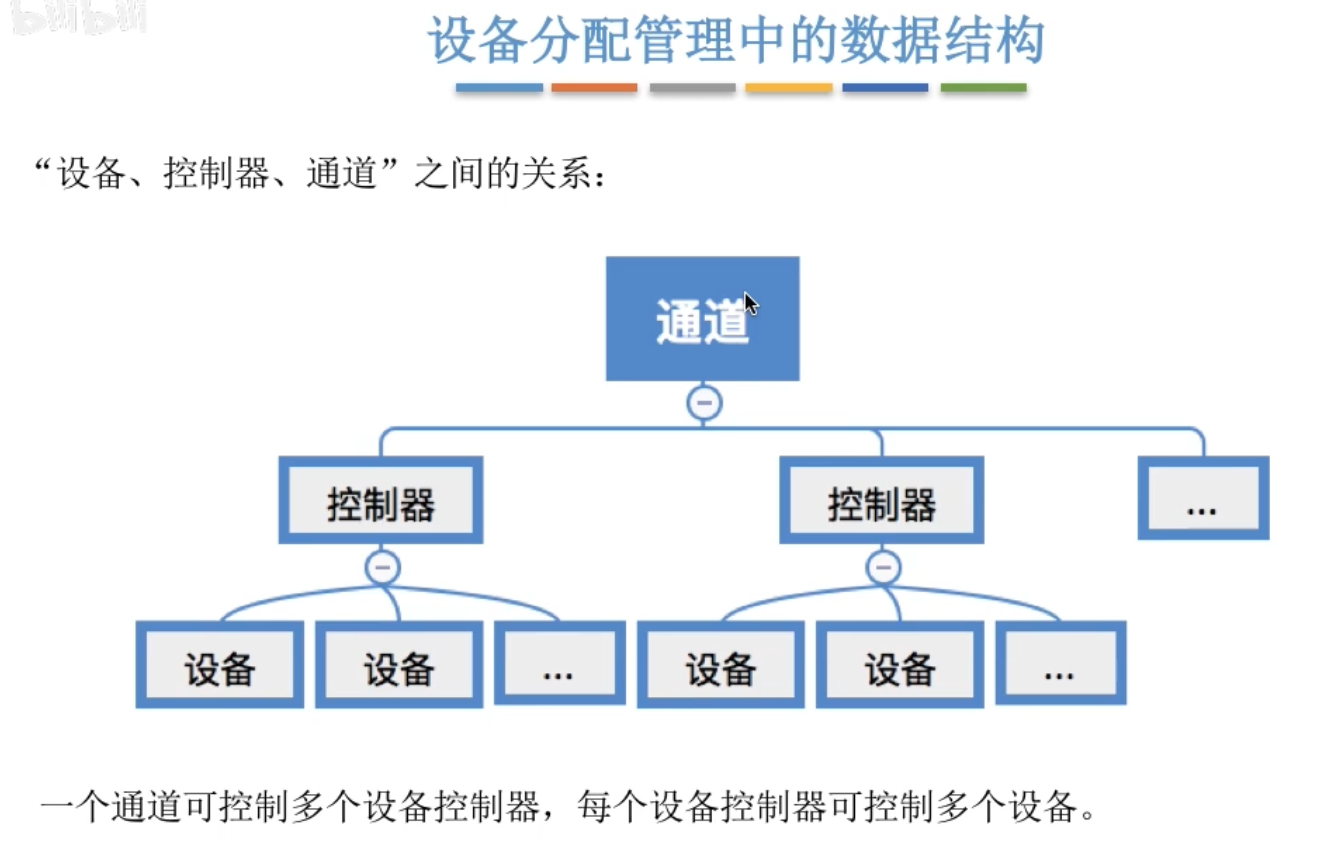 bilibili
设备分配管理中的数据结构
“设备、控制器、通道”之间的关系：
通道
控制器 控制器 ...
设备 设备 ... 设备 设备 ...
一个通道可控制多个设备控制器，每个设备控制器可控制多个设备。